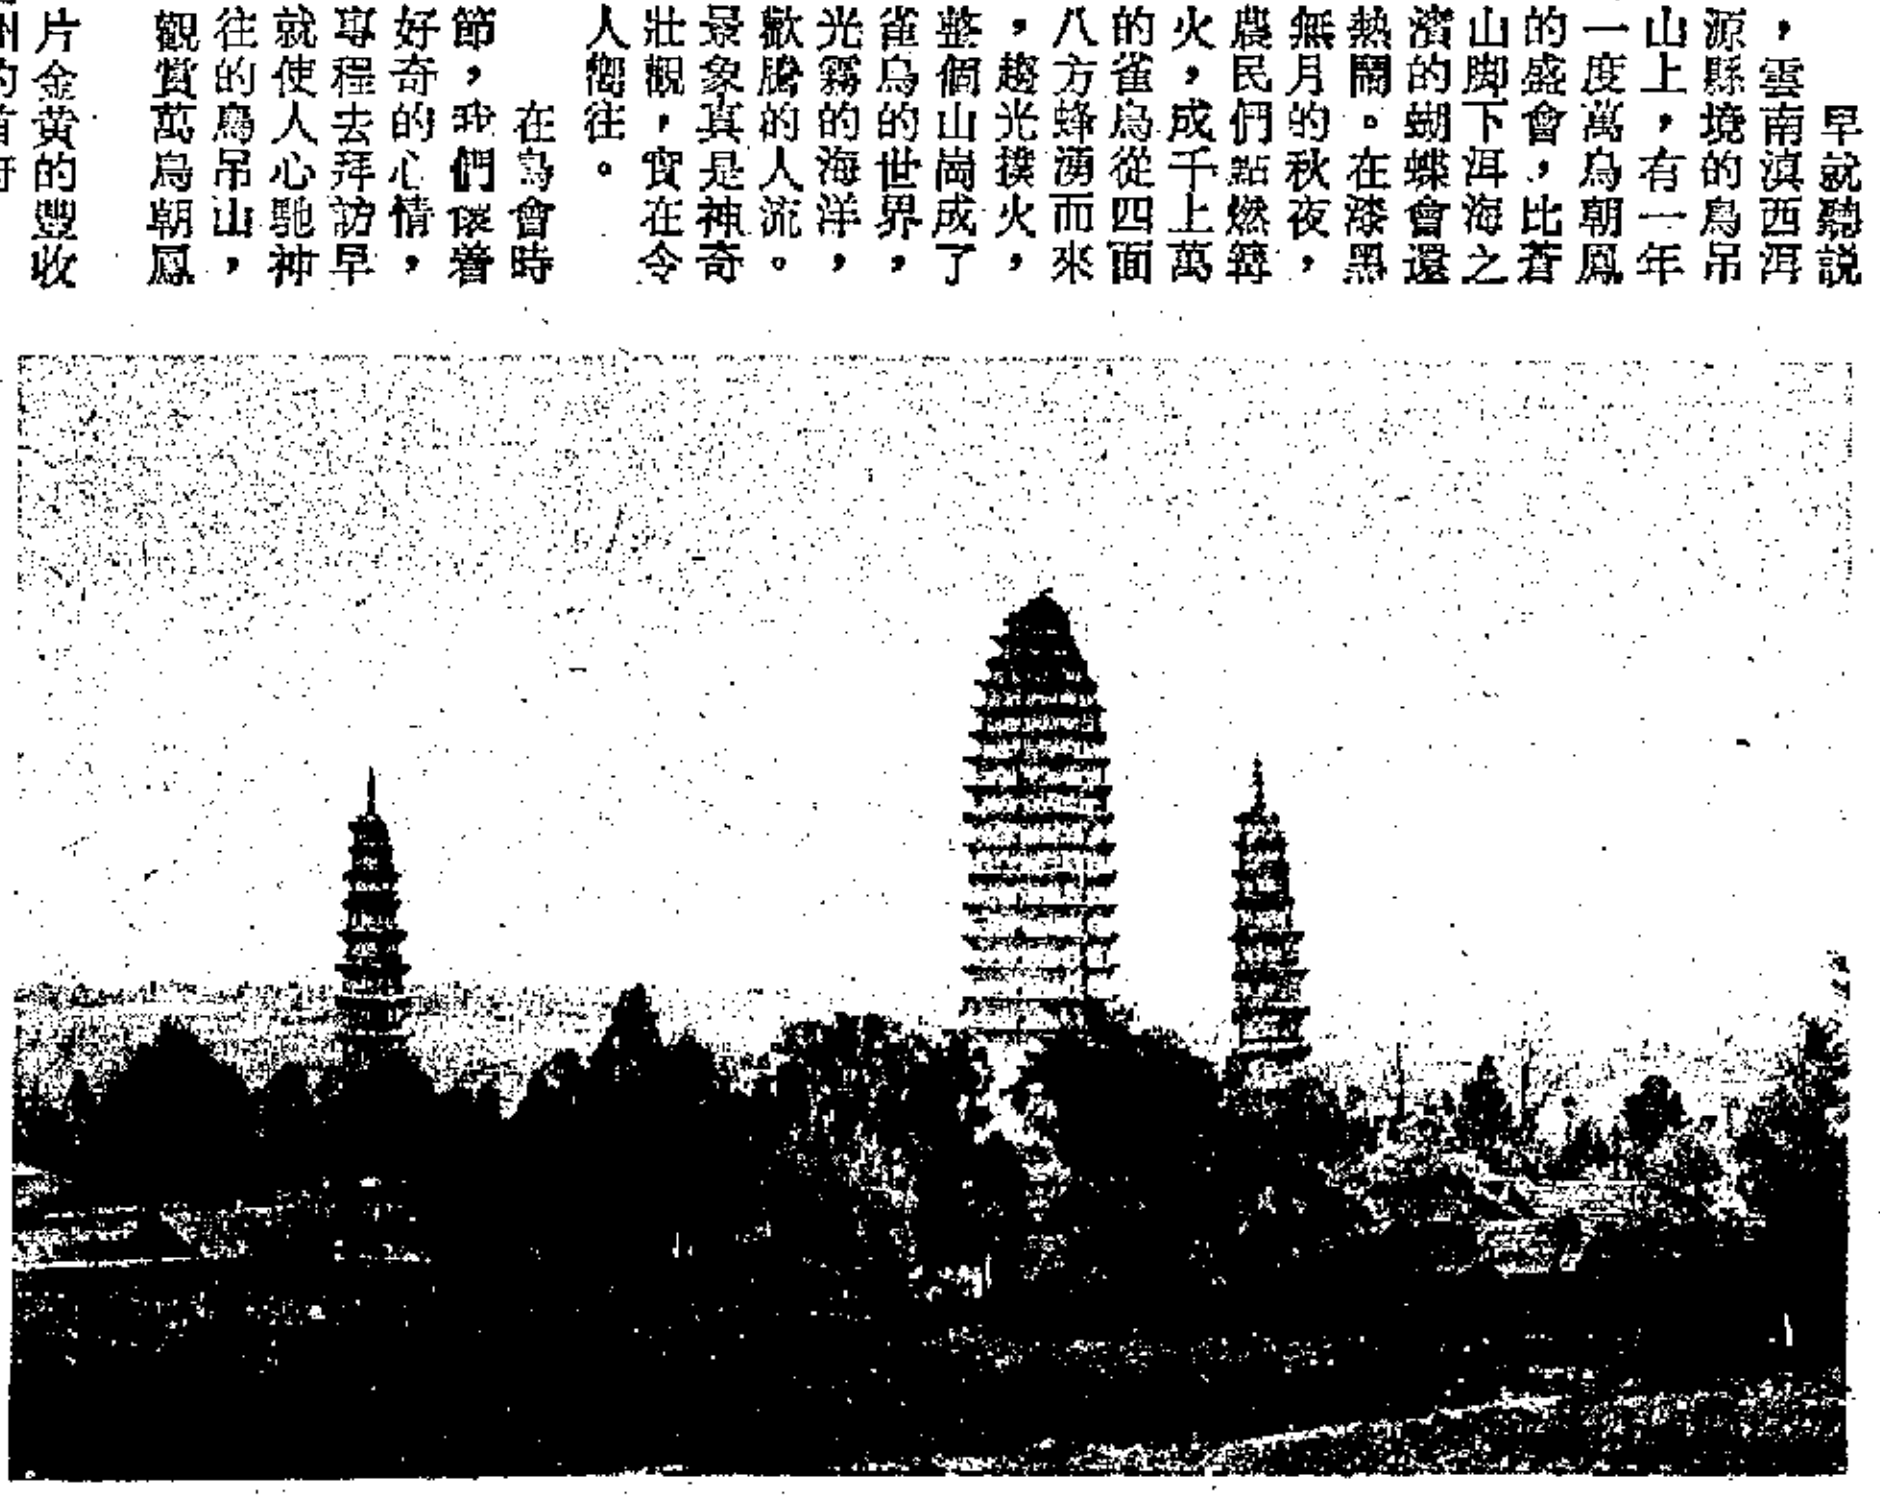 早就聽説
，雲南滇西洱
源縣境的鳥吊
山上，有一年
一度萬鳥朝鳳
的盛會，比蒼
山脚下洱海之
濱的蝴蝶會還
熱鬧。在漆黑
無月的秋夜，
農民們點燃篝
火，成千上萬
的雀鳥從四面
八方蜂湧而來
，趨光撲火，
整個山崗成了
雀鳥的世界，
光霧的海洋，
歡騰的人流。
景象真是神奇
壯觀，實在令
人嚮往。
在鳥會時
節，我們懷着
好奇的心情，
專程去拜訪早
就使人心馳神
往的鳥吊山，
觀賞萬鳥朝鳳
片金黄的豐收